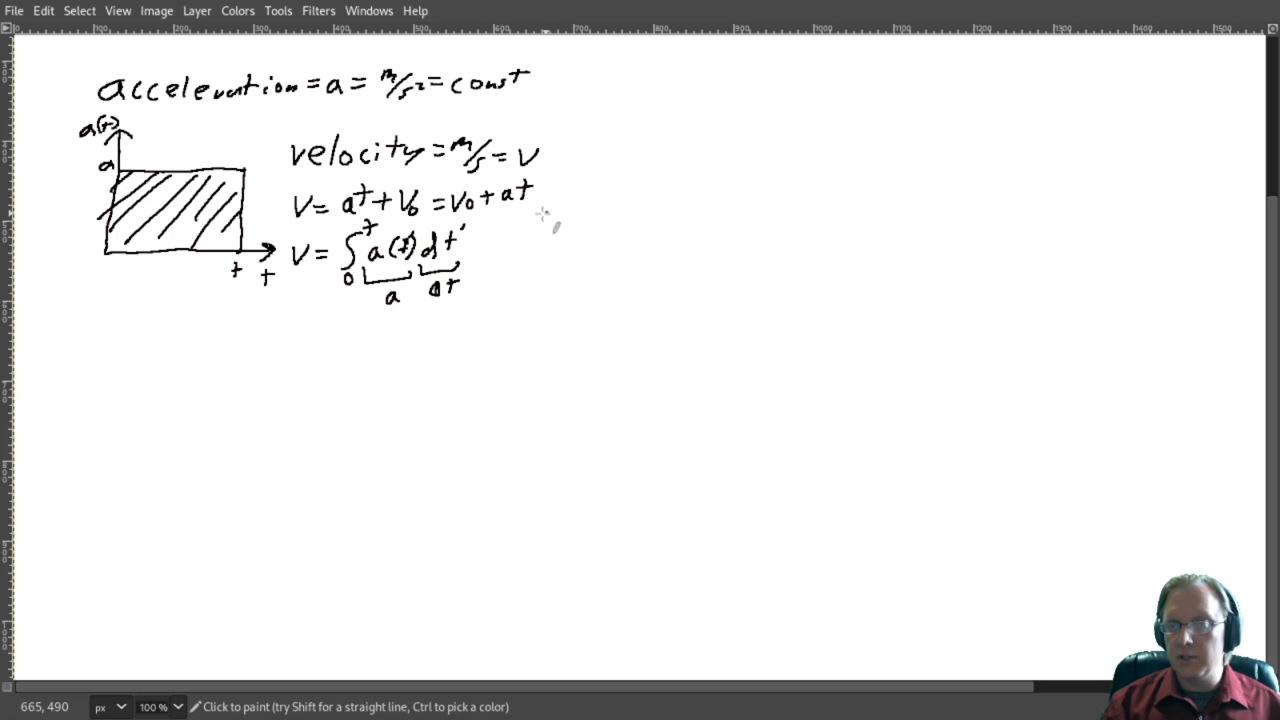 File Edit Select View Image Layer Colors Tools Filters Windows Help
acceleration = a = m/s² = const
a(t)
a
t
t
velocity = m/s = v
v = at + v₀ = v₀ + at
v = ∫₀ᵗ a(t) dt'
a Δt
665, 490 px 100 % Click to paint (try Shift for a straight line, Ctrl to pick a color)